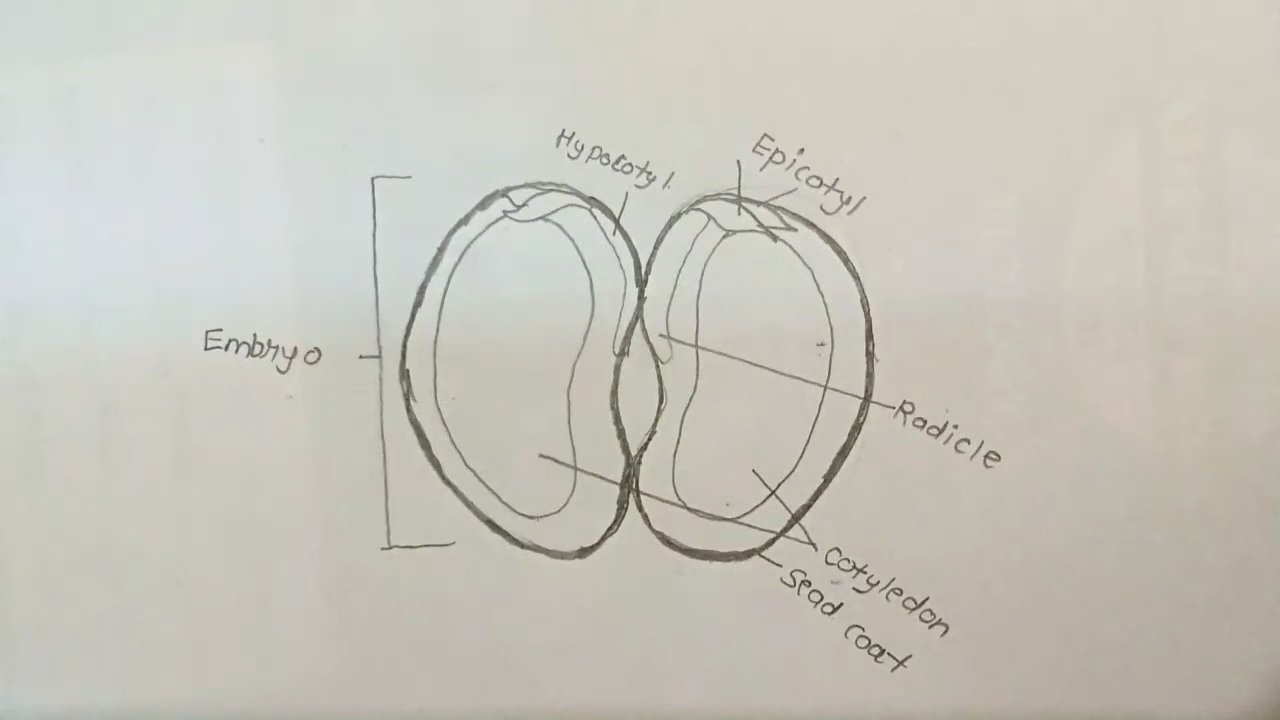 Hypocotyl.
Epicotyl
Embryo
Radicle
Cotyledon
Sead coat